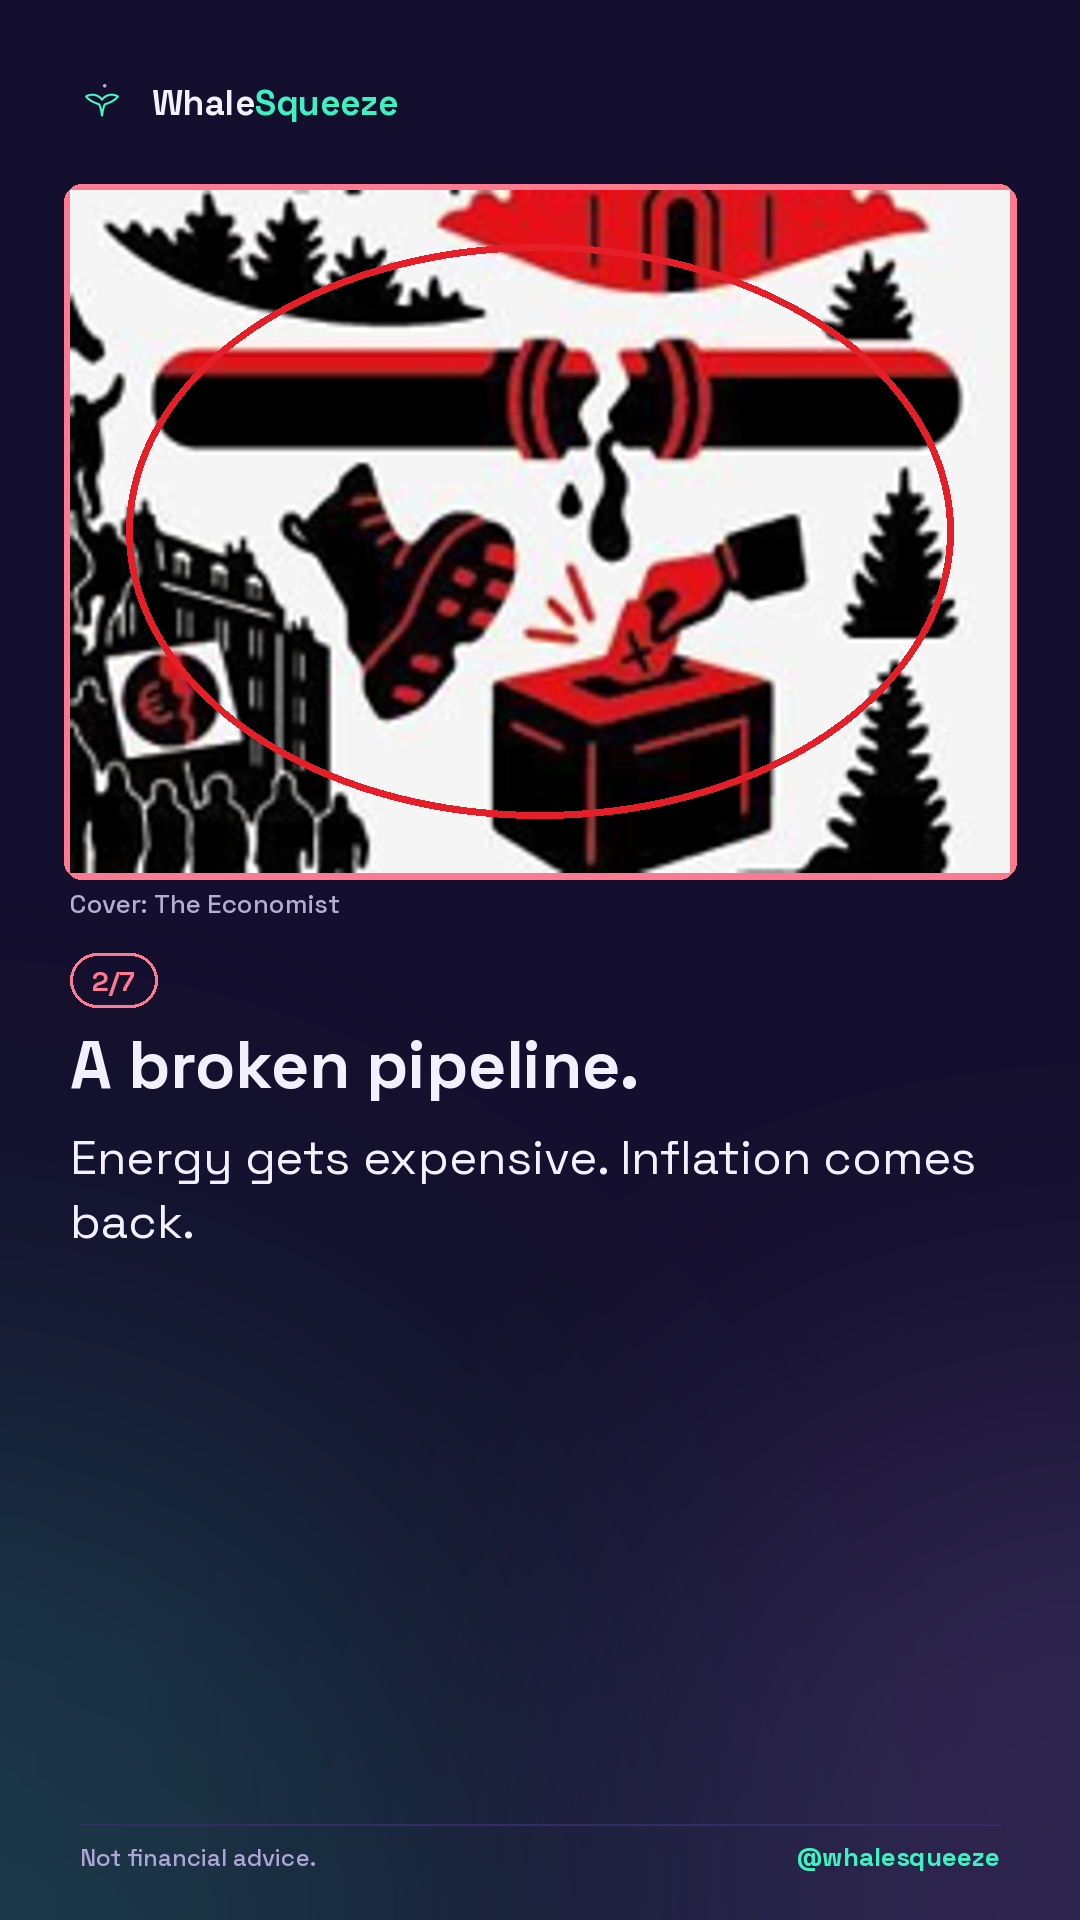 WhaleSqueeze
€
Cover: The Economist
2/7
A broken pipeline.
Energy gets expensive. Inflation comes
back.
Not financial advice.
@whalesqueeze